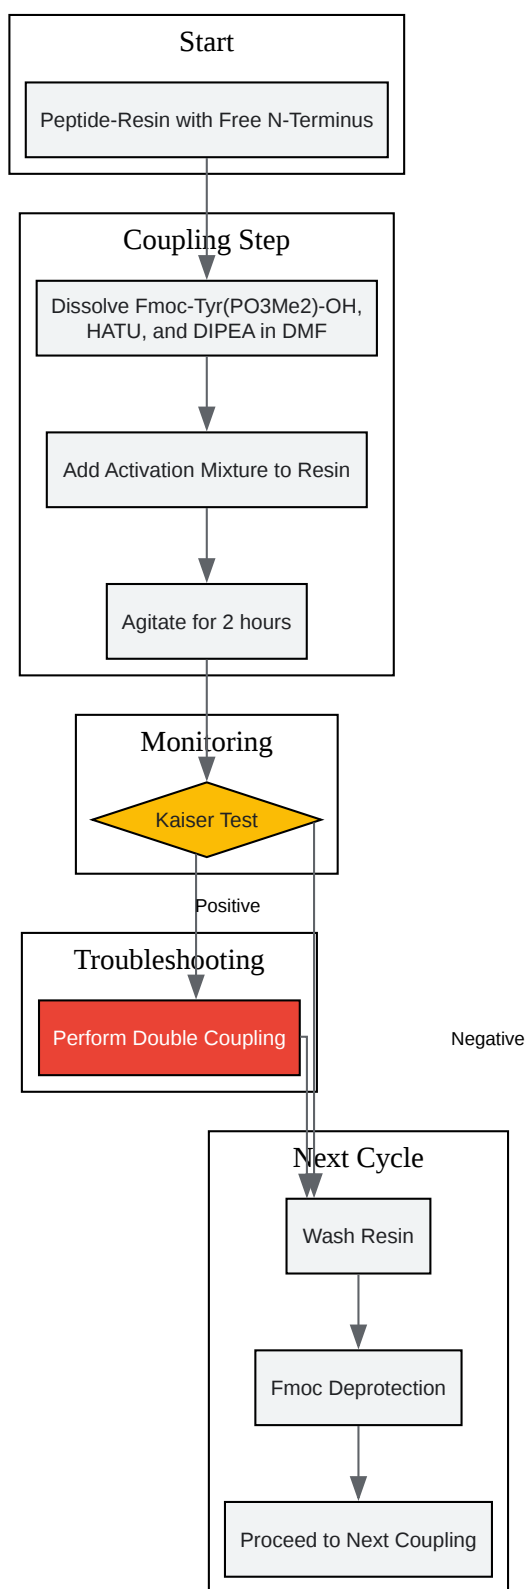 Start
Peptide-Resin with Free N-Terminus
Coupling Step
Dissolve Fmoc-Tyr(PO3Me2)-OH,
HATU, and DIPEA in DMF
Add Activation Mixture to Resin
Agitate for 2 hours
Monitoring
Kaiser Test
Positive
Troubleshooting
Perform Double Coupling
Negative
Next Cycle
Wash Resin
Fmoc Deprotection
Proceed to Next Coupling